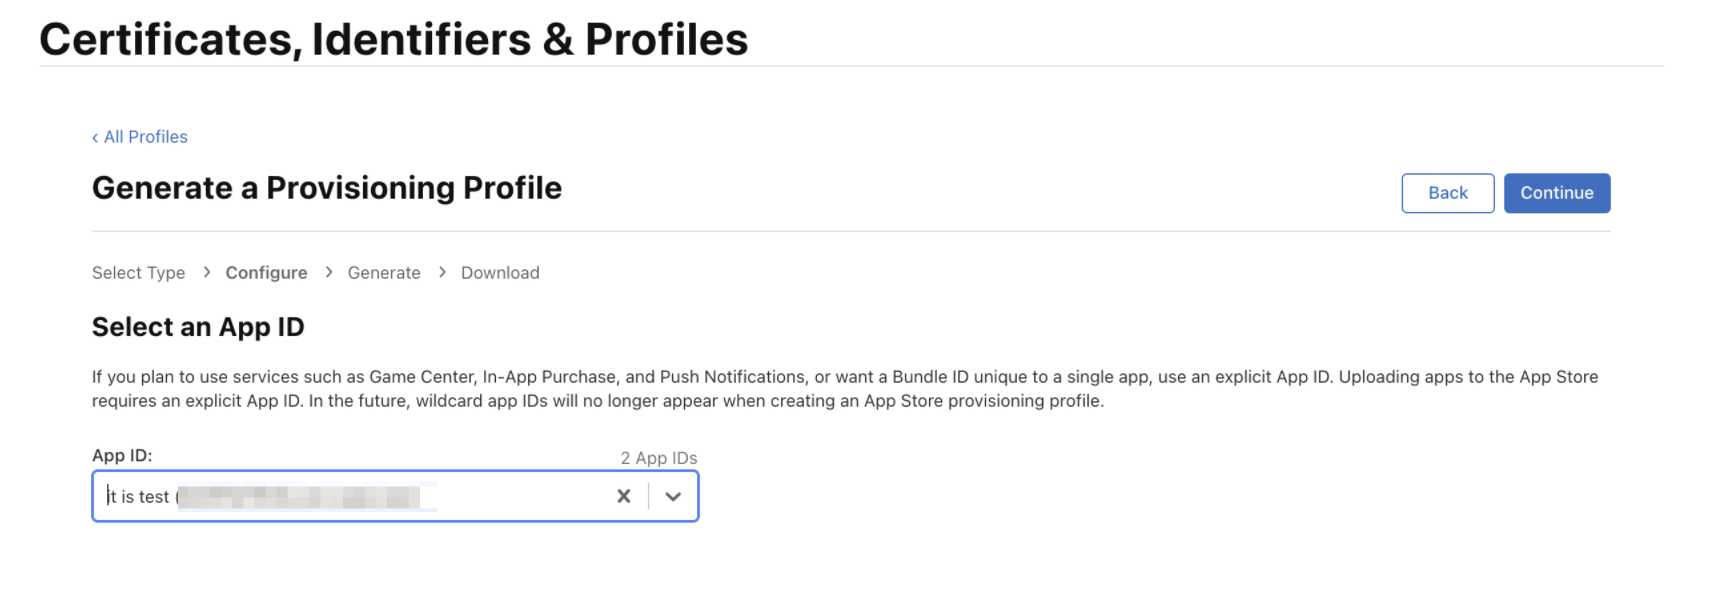 Certificates, Identifiers & Profiles
‹ All Profiles
Generate a Provisioning Profile
Back
Continue
Select Type > Configure > Generate > Download
Select an App ID
If you plan to use services such as Game Center, In-App Purchase, and Push Notifications, or want a Bundle ID unique to a single app, use an explicit App ID. Uploading apps to the App Store
requires an explicit App ID. In the future, wildcard app IDs will no longer appear when creating an App Store provisioning profile.
App ID:
2 App IDs
it is test (